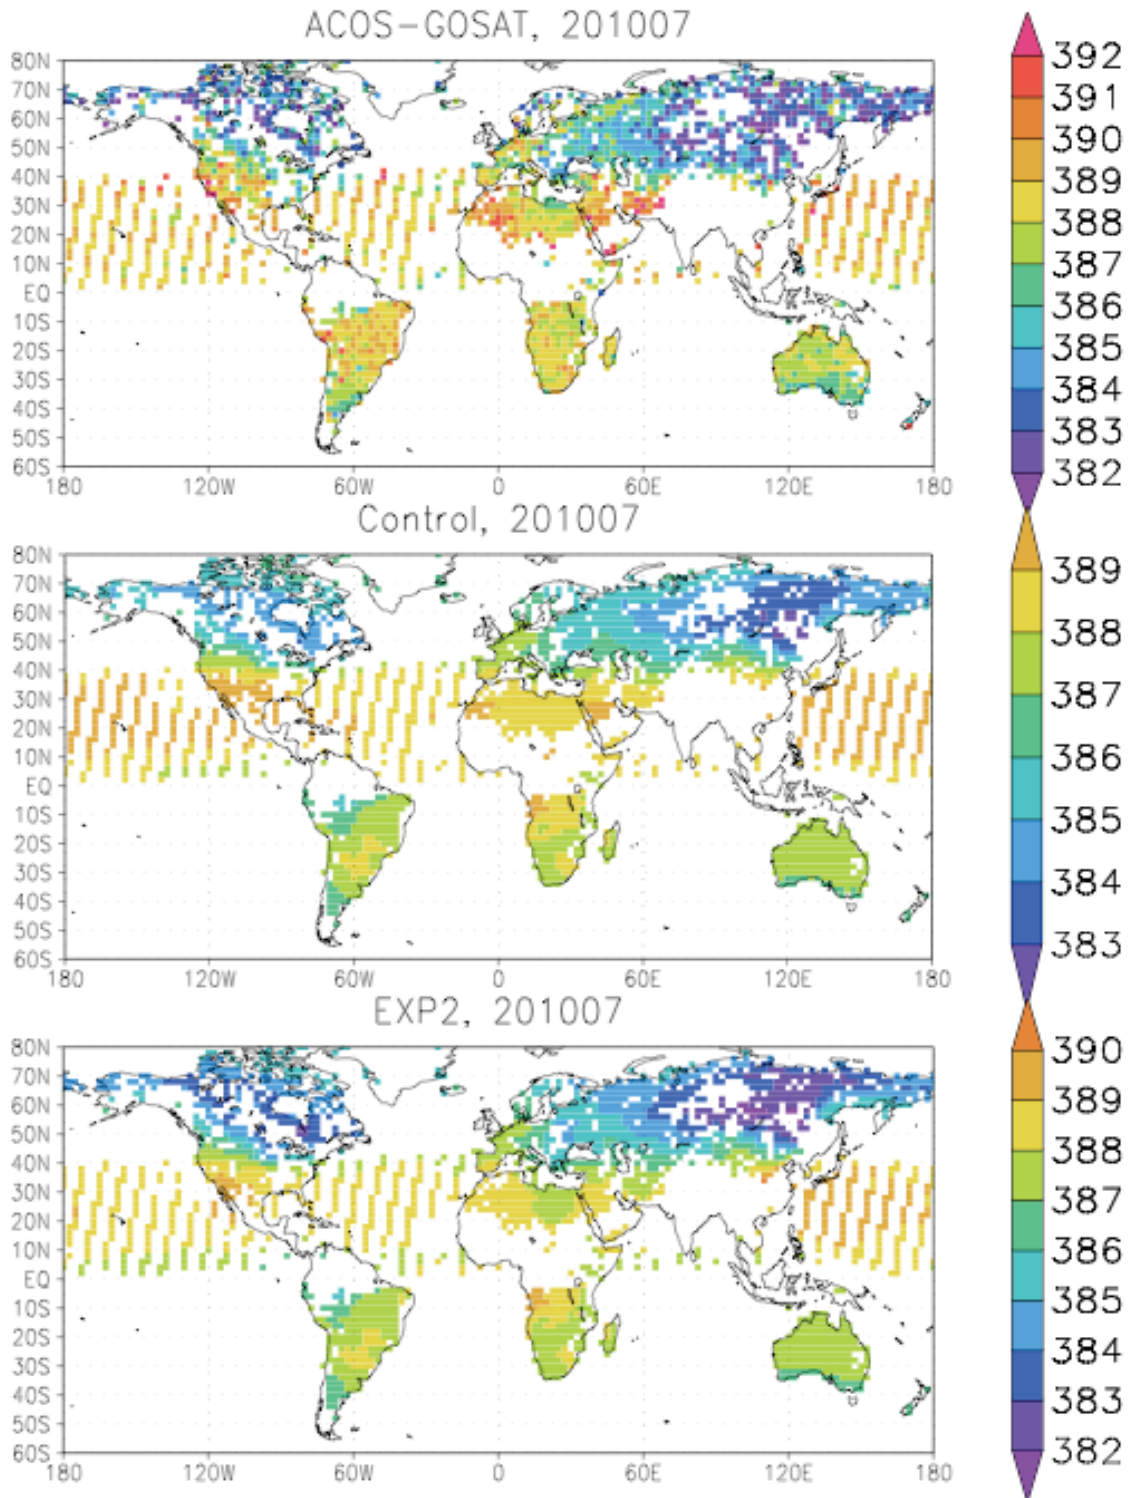 ACOS-GOSAT, 201007
80N
70N
60N
50N
40N
30N
20N
10N
EQ
10S
20S
30S
40S
50S
60S
180 120W 60W 0 60E 120E 180
392
391
390
389
388
387
386
385
384
383
382
Control, 201007
80N
70N
60N
50N
40N
30N
20N
10N
EQ
10S
20S
30S
40S
50S
60S
180 120W 60W 0 60E 120E 180
389
388
387
386
385
384
383
EXP2, 201007
80N
70N
60N
50N
40N
30N
20N
10N
EQ
10S
20S
30S
40S
50S
60S
180 120W 60W 0 60E 120E 180
390
389
388
387
386
385
384
383
382